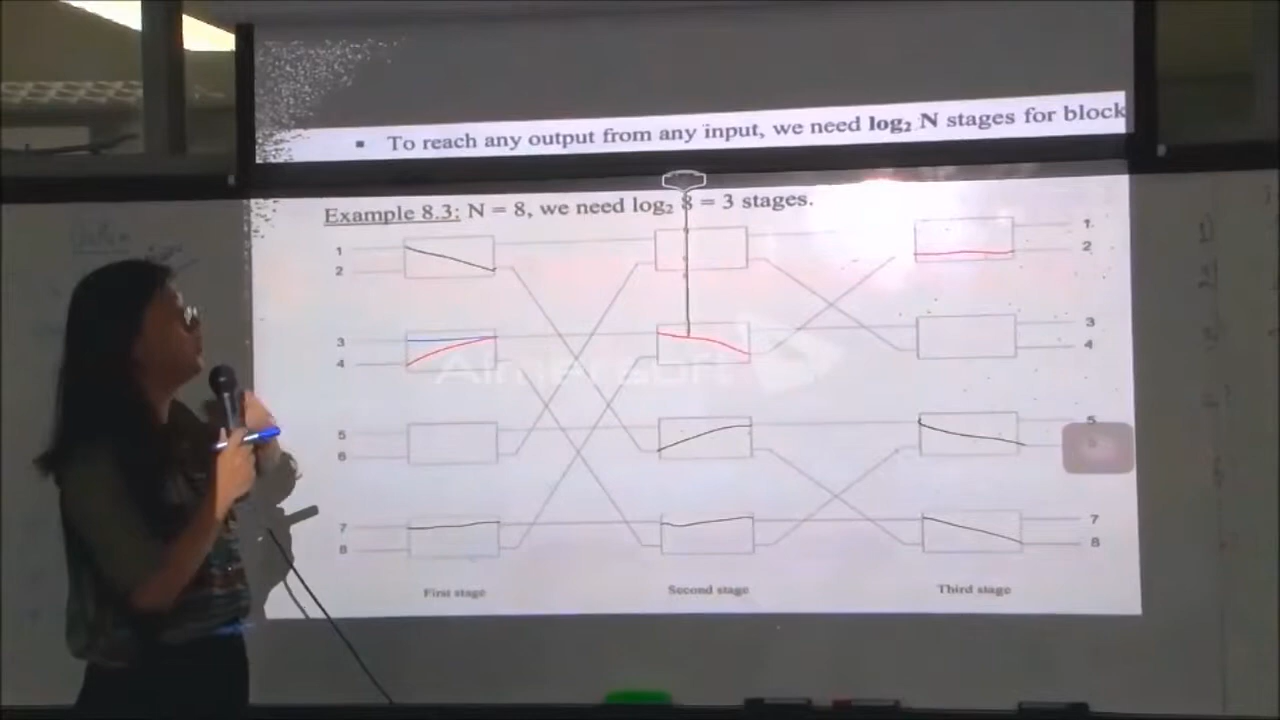 ▪ To reach any output from any input, we need log₂ N stages for block
Example 8.3: N = 8, we need log₂ 8 = 3 stages.
1 1
2 2
3 3
4 4
5 5
6
7 7
8 8
First stage Second stage Third stage